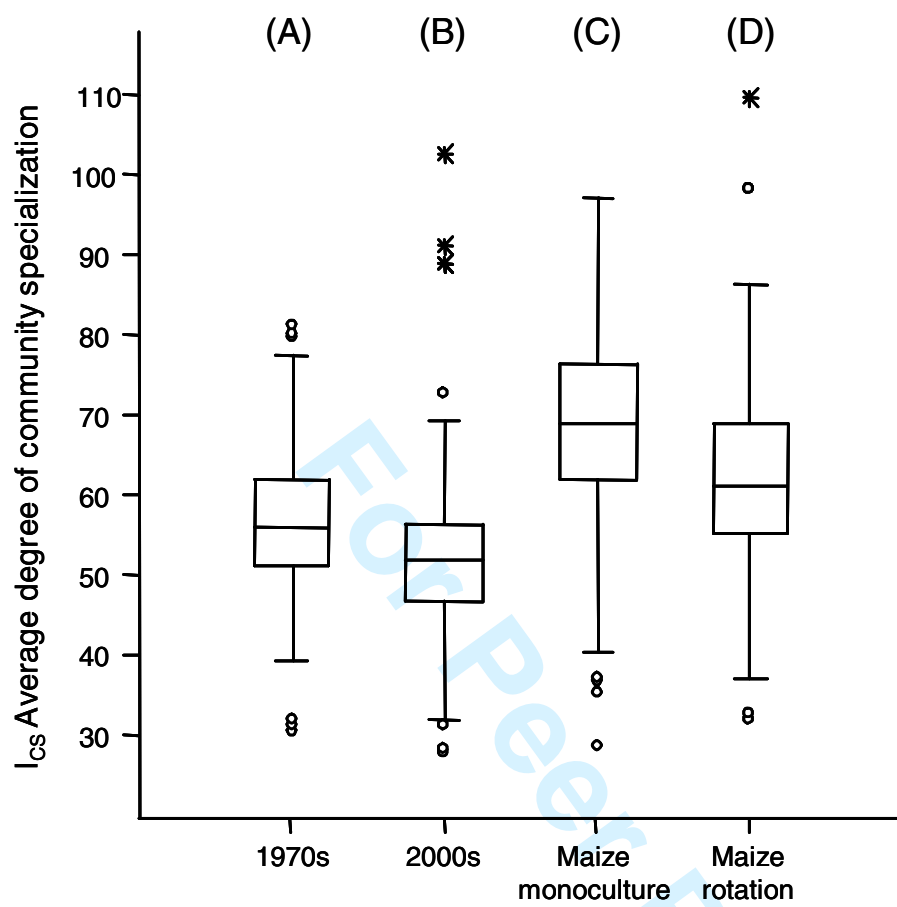 (A) (B) (C) (D)
I_CS Average degree of community specialization
110
100
90
80
70
60
50
40
30
1970s 2000s Maize monoculture Maize rotation
For Peer